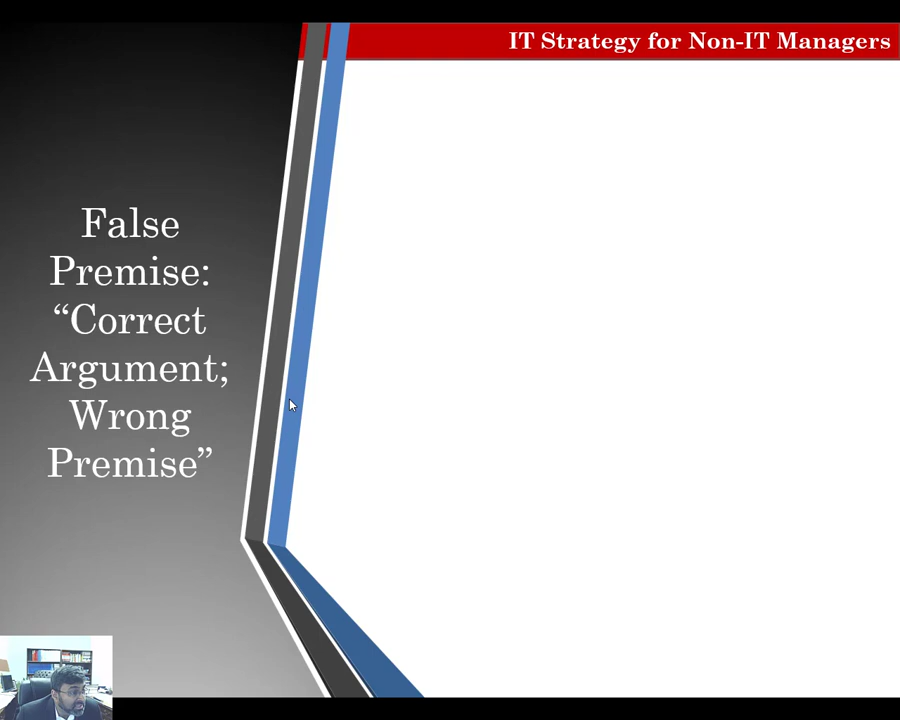 IT Strategy for Non-IT Managers
False
Premise:
“Correct
Argument;
Wrong
Premise”